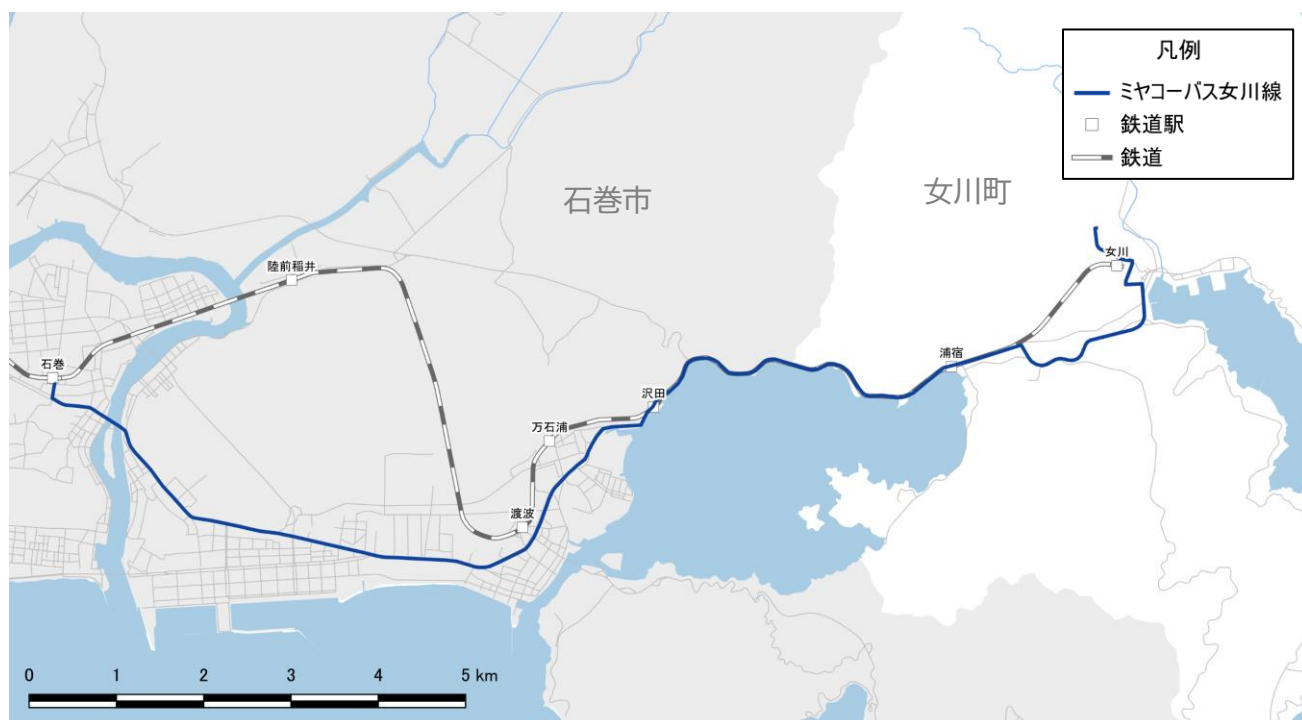 凡例
ミヤコーバス女川線
鉄道駅
鉄道
石巻市
女川町
女川
陸前稲井
石巻
浦宿
沢田
万石浦
渡波
0 1 2 3 4 5 km